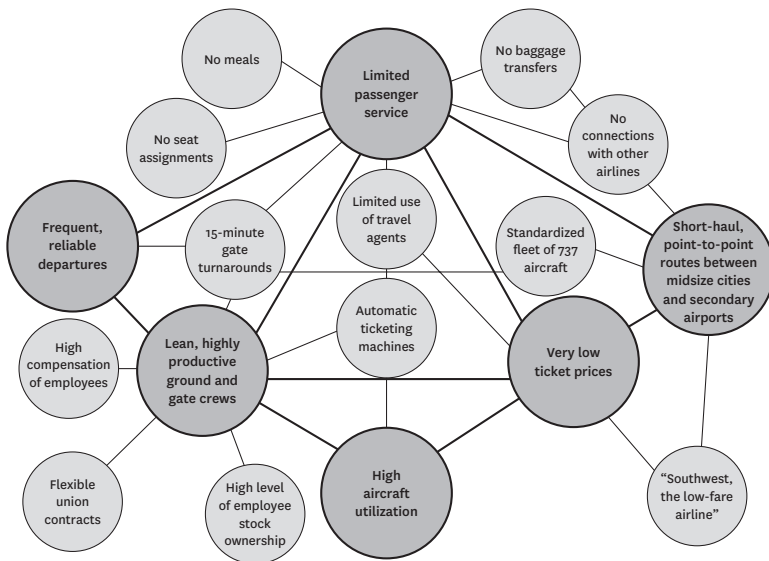 No meals
Limited
passenger
service
No baggage
transfers
No seat
assignments
No
connections
with other
airlines
Frequent,
reliable
departures
15-minute
gate
turnarounds
Limited use
of travel
agents
Standardized
fleet of 737
aircraft
Short-haul,
point-to-point
routes between
midsize cities
and secondary
airports
High
compensation
of employees
Lean, highly
productive
ground and
gate crews
Automatic
ticketing
machines
Very low
ticket prices
Flexible
union
contracts
High level
of employee
stock
ownership
High
aircraft
utilization
“Southwest,
the low-fare
airline”